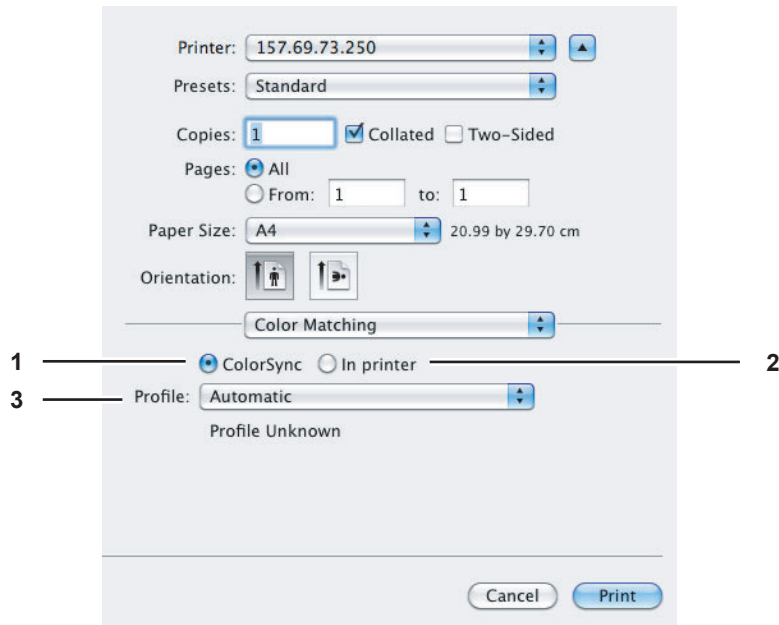 Printer: 157.69.73.250
Presets: Standard
Copies: 1 Collated Two-Sided
Pages: All
From: 1 to: 1
Paper Size: A4 20.99 by 29.70 cm
Orientation:
Color Matching
1 ColorSync In printer 2
3 Profile: Automatic
Profile Unknown
Cancel Print